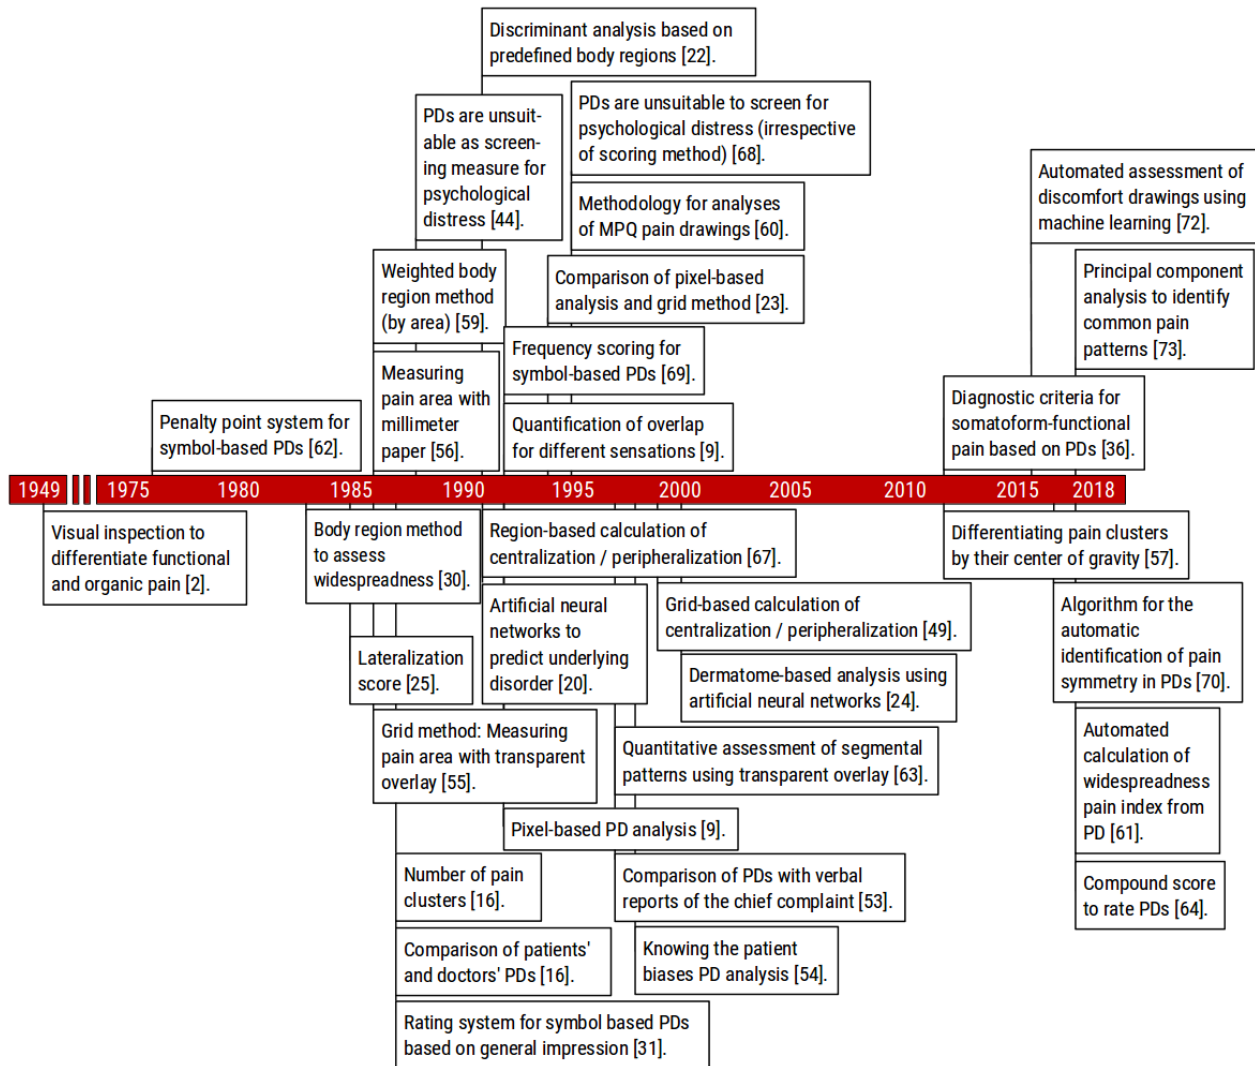 Discriminant analysis based on
predefined body regions [22].
PDs are unsuit-
able as screen-
ing measure for
psychological
distress [44].
PDs are unsuitable to screen for
psychological distress (irrespective
of scoring method) [68].
Automated assessment of
discomfort drawings using
machine learning [72].
Methodology for analyses
of MPQ pain drawings [60].
Weighted body
region method
(by area) [59].
Comparison of pixel-based
analysis and grid method [23].
Principal component
analysis to identify
common pain
patterns [73].
Frequency scoring for
symbol-based PDs [69].
Measuring
pain area with
millimeter
paper [56].
Diagnostic criteria for
somatoform-functional
pain based on PDs [36].
Penalty point system for
symbol-based PDs [62].
Quantification of overlap
for different sensations [9].
1949 1975 1980 1985 1990 1995 2000 2005 2010 2015 2018
Visual inspection to
differentiate functional
and organic pain [2].
Body region method
to assess
widespreadness [30].
Region-based calculation of
centralization / peripheralization [67].
Differentiating pain clusters
by their center of gravity [57].
Artificial neural
networks to
predict underlying
disorder [20].
Grid-based calculation of
centralization / peripheralization [49].
Algorithm for the
automatic
identification of pain
symmetry in PDs [70].
Lateralization
score [25].
Dermatome-based analysis using
artificial neural networks [24].
Grid method: Measuring
pain area with transparent
overlay [55].
Quantitative assessment of segmental
patterns using transparent overlay [63].
Automated
calculation of
widespreadness
pain index from
PD [61].
Pixel-based PD analysis [9].
Number of pain
clusters [16].
Comparison of PDs with verbal
reports of the chief complaint [53].
Compound score
to rate PDs [64].
Comparison of patients'
and doctors' PDs [16].
Knowing the patient
biases PD analysis [54].
Rating system for symbol based PDs
based on general impression [31].